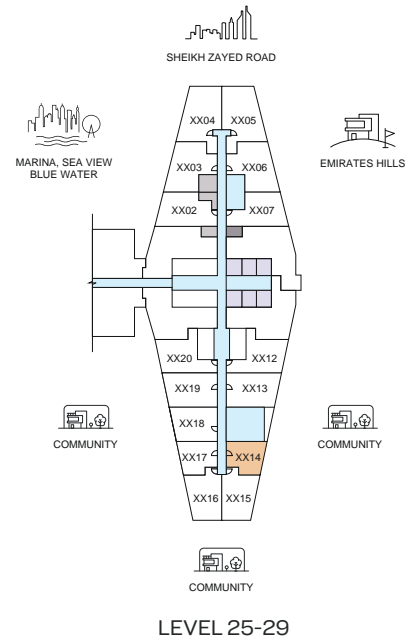 SHEIKH ZAYED ROAD
MARINA, SEA VIEW
BLUE WATER
EMIRATES HILLS
XX04
XX05
XX03
XX06
XX02
XX07
XX20
XX12
XX19
XX13
XX18
XX17
XX14
XX16
XX15
COMMUNITY
COMMUNITY
COMMUNITY
LEVEL 25-29